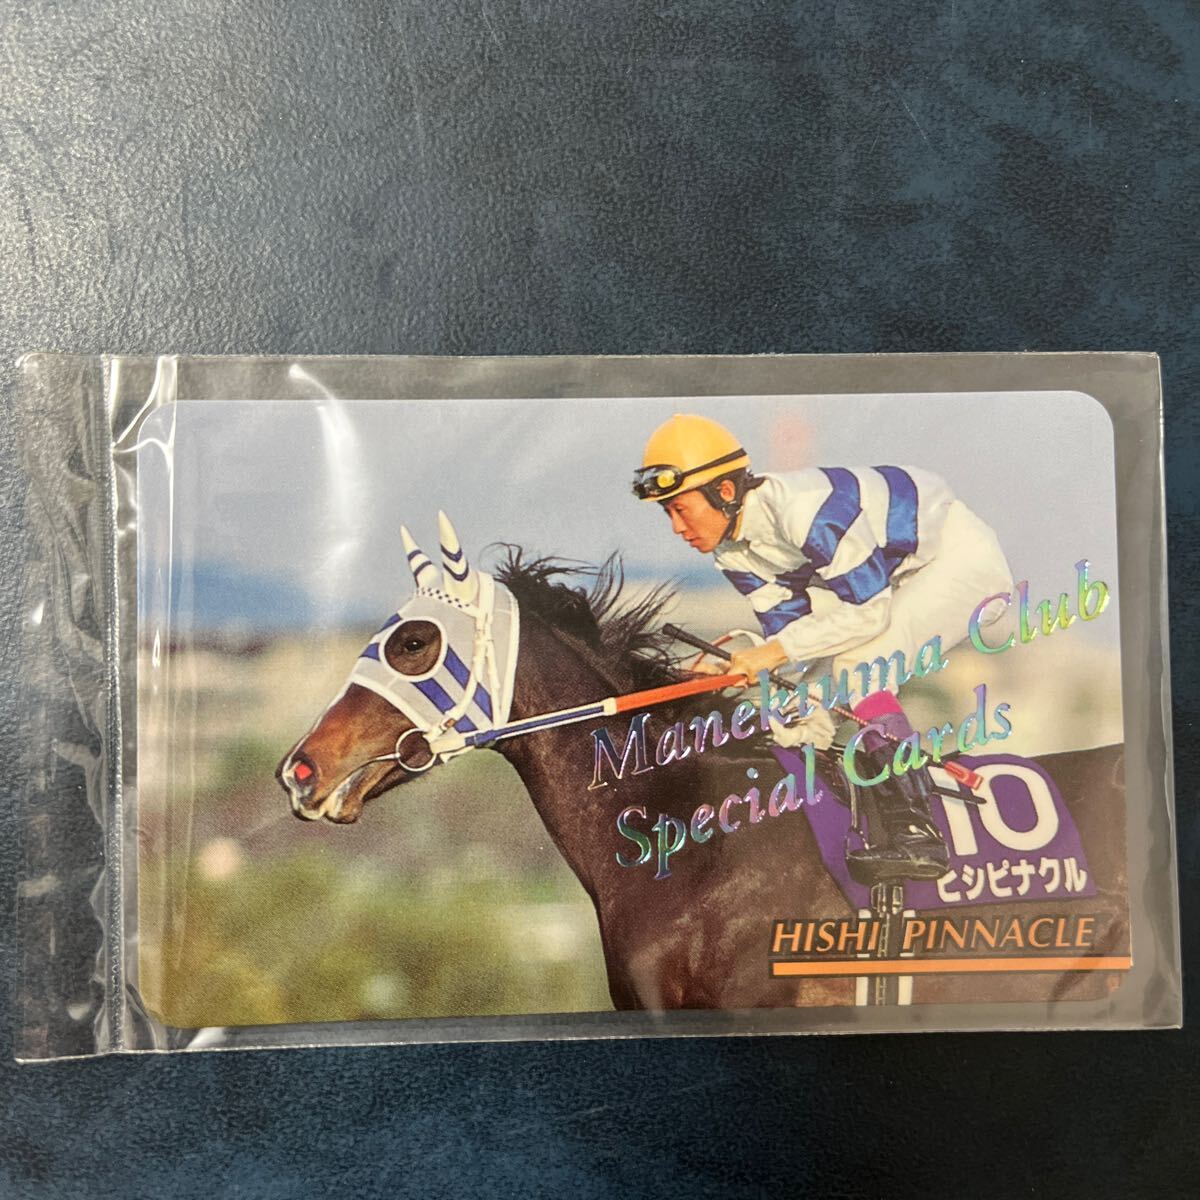 Manekiuma Club
Special Cards
10
ヒシピナクル
HISHI PINNACLE